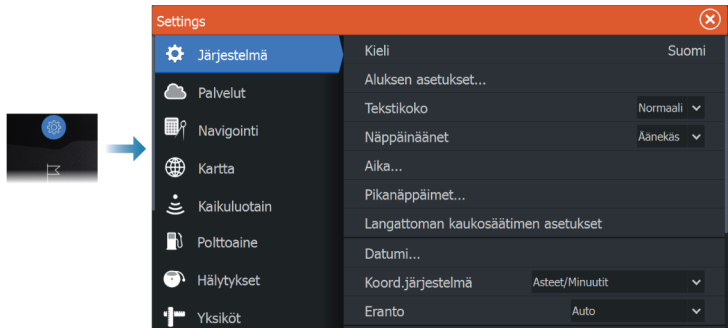 Settings
Järjestelmä
Palvelut
Navigointi
Kartta
Kaikuluotain
Polttoaine
Hälytykset
Yksiköt
Kieli Suomi
Aluksen asetukset...
Tekstikoko Normaali
Näppäinäänet Äänekäs
Aika...
Pikanäppäimet...
Langattoman kaukosäätimen asetukset
Datumi...
Koord.järjestelmä Asteet/Minuutit
Eranto Auto